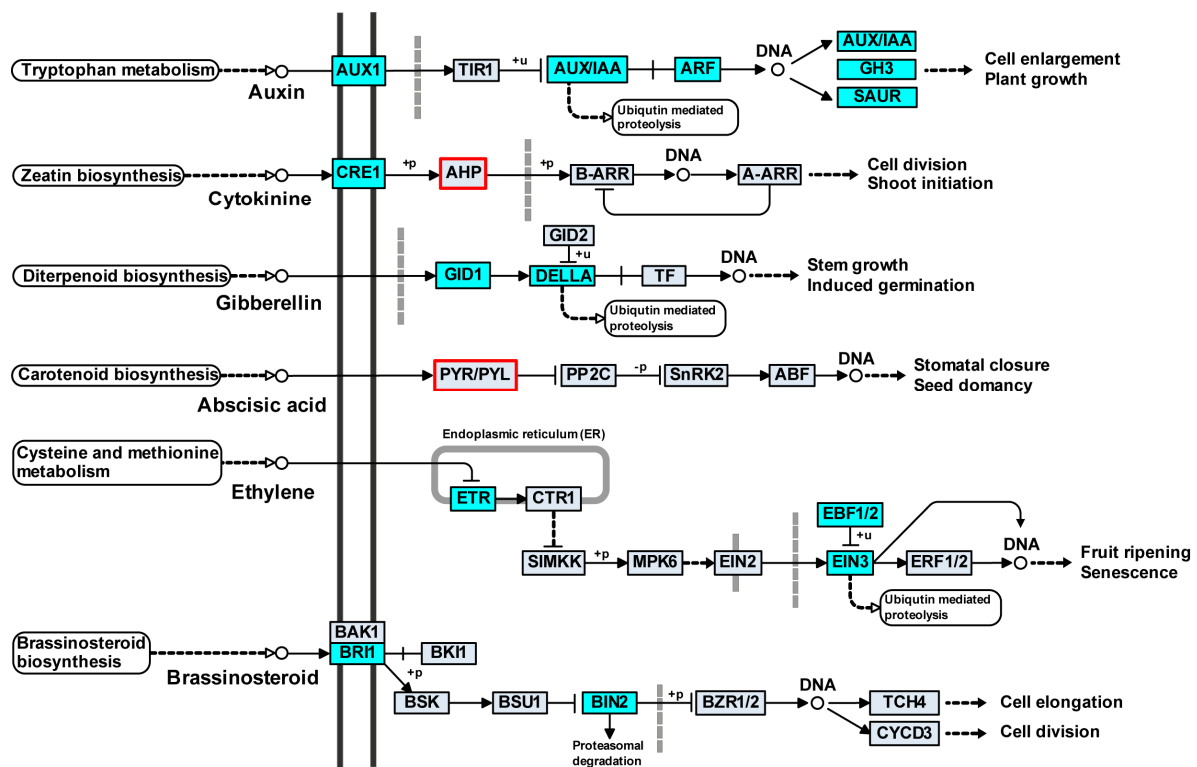 DNA
AUX/IAA
Tryptophan metabolism
Auxin
AUX1
TIR1
+u
AUX/IAA
ARF
GH3
SAUR
Cell enlargement
Plant growth
Ubiqutin mediated
proteolysis
Zeatin biosynthesis
Cytokinine
CRE1
+p
AHP
+p
B-ARR
DNA
A-ARR
Cell division
Shoot initiation
GID2
+u
Diterpenoid biosynthesis
Gibberellin
GID1
DELLA
TF
DNA
Stem growth
Induced germination
Ubiqutin mediated
proteolysis
Carotenoid biosynthesis
Abscisic acid
PYR/PYL
PP2C
-p
SnRK2
ABF
DNA
Stomatal closure
Seed domancy
Endoplasmic reticulum (ER)
Cysteine and methionine
metabolism
Ethylene
ETR
CTR1
EBF1/2
+u
SIMKK
+p
MPK6
EIN2
EIN3
ERF1/2
DNA
Fruit ripening
Senescence
Ubiqutin mediated
proteolysis
Brassinosteroid
biosynthesis
Brassinosteroid
BAK1
BRI1
BKI1
+p
BSK
BSU1
BIN2
+p
BZR1/2
DNA
TCH4
Cell elongation
CYCD3
Cell division
Proteasomal
degradation